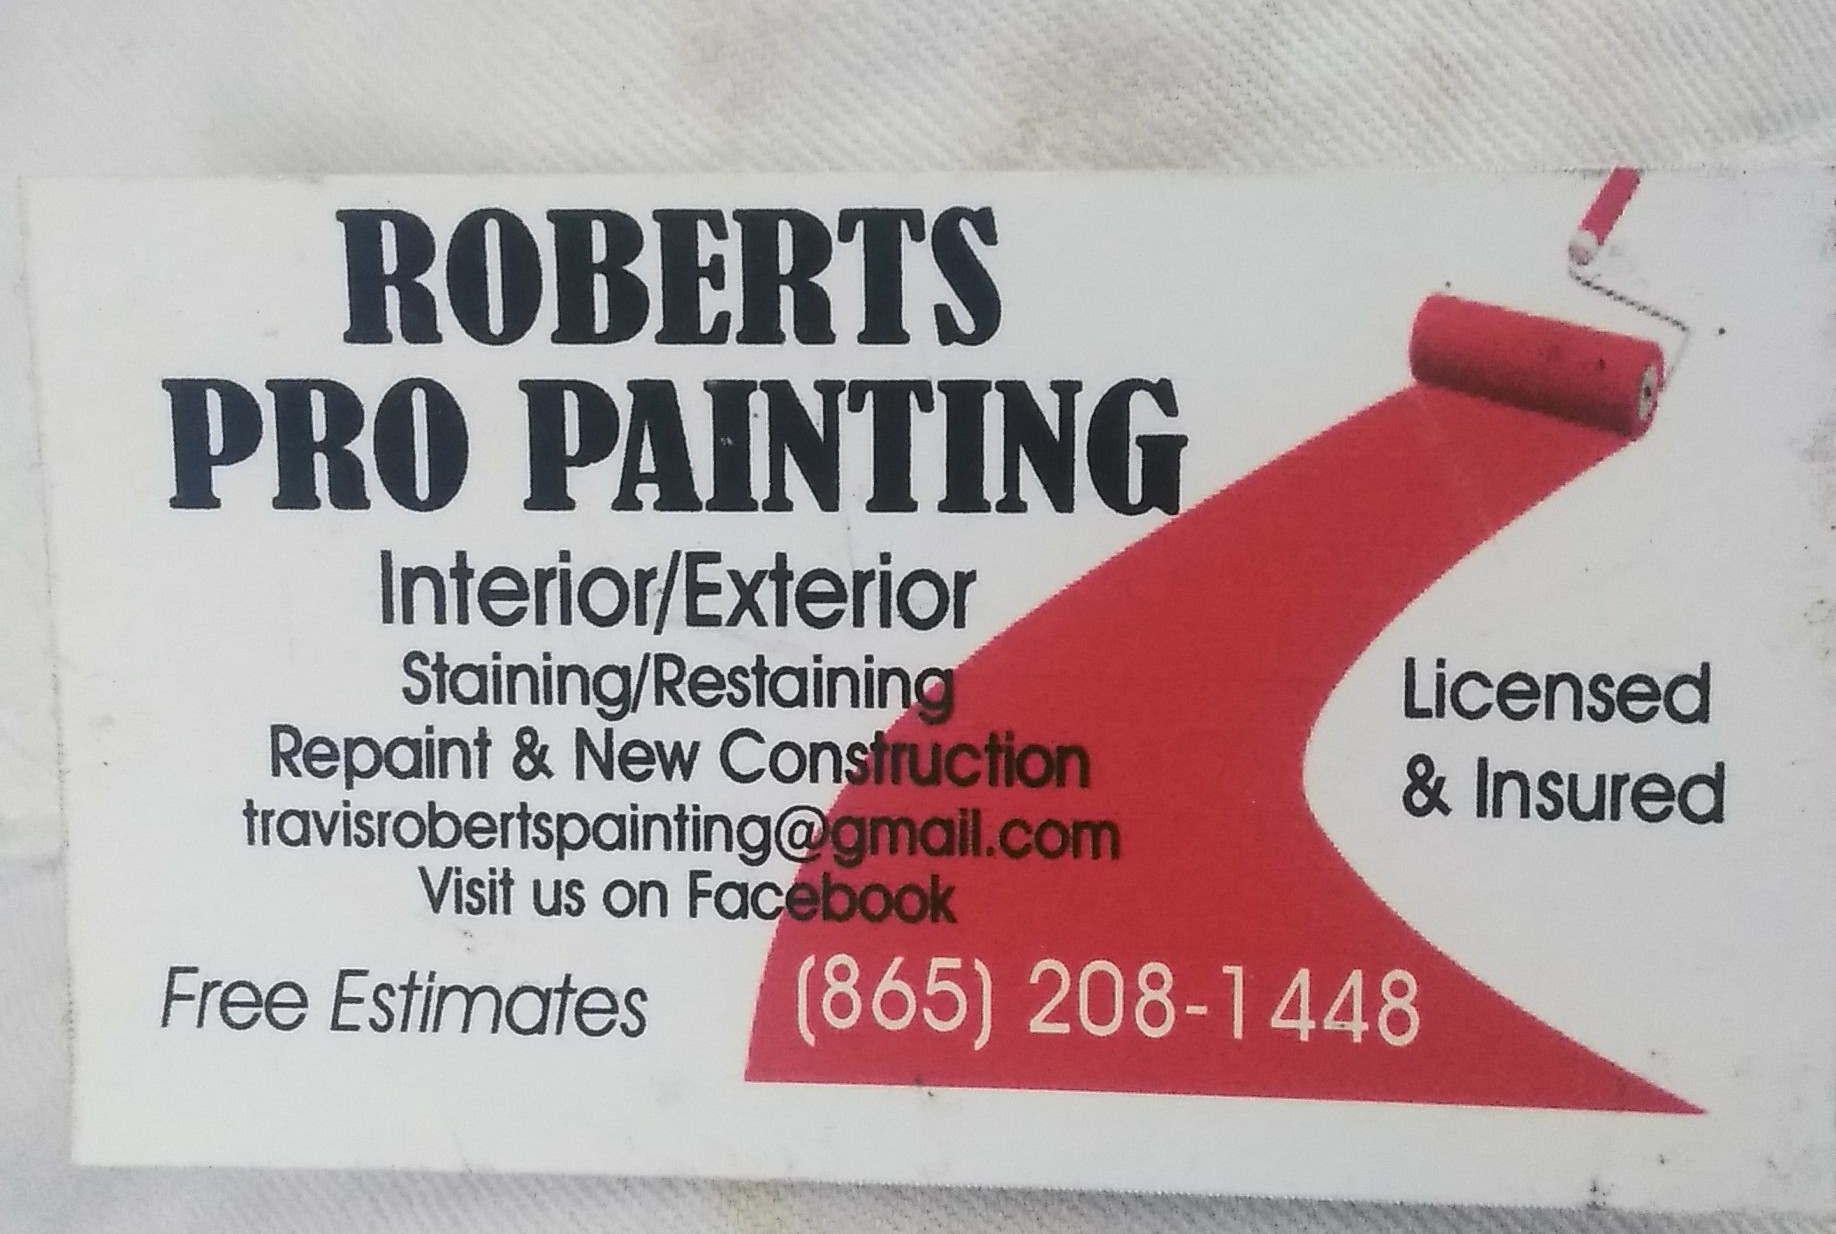 ROBERTS
PRO PAINTING
Interior/Exterior
Staining/Restaining
Repaint & New Construction
travisrobertspainting@gmail.com
Visit us on Facebook
Licensed
& Insured
Free Estimates
(865) 208-1448